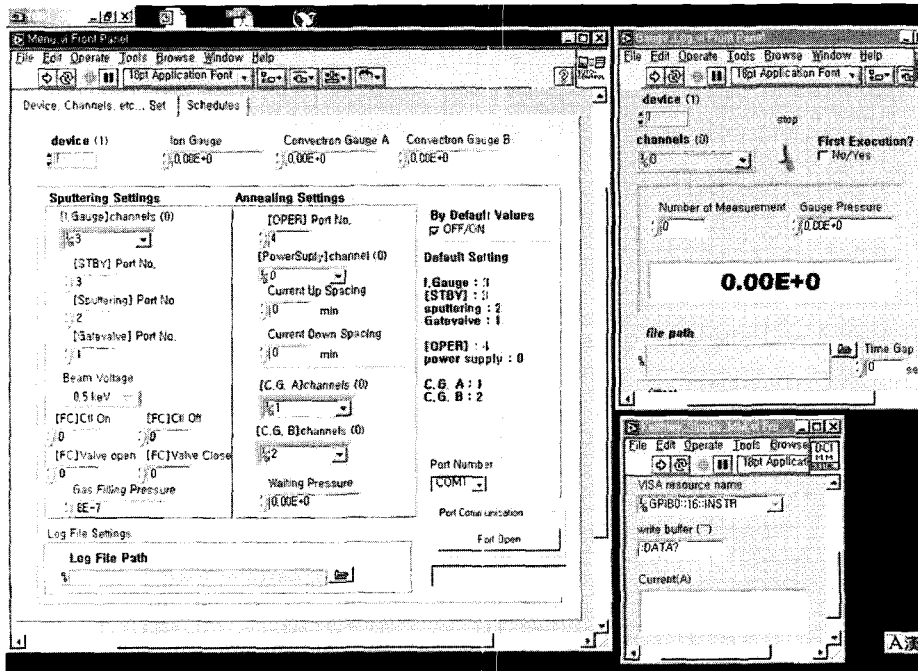 Menu.vi Front Panel
File Edit Operate Tools Browse Window Help
18pt Application Font
Device, Channels, etc... Set
Schedules
device (1)
Ion Gauge
Convectron Gauge A
Convectron Gauge B
1
0.00E+0
0.00E+0
0.00E+0
Sputtering Settings
[I.Gauge]channels (0)
3
[STBY] Port No.
3
[Sputtering] Port No
2
[Gatevalve] Port No.
1
Beam Voltage
0.5 keV
[FC]Ctl On
[FC]Ctl Off
0
0
[FC]Valve open
[FC]Valve Close
0
0
Gas Filling Pressure
8E-7
Annealing Settings
[OPER] Port No.
4
[PowerSupply]channel (0)
0
Current Up Spacing
0 min
Current Down Spacing
0 min
[C.G. A]channels (0)
1
[C.G. B]channels (0)
2
Waiting Pressure
0.00E+0
By Default Values
OFF/ON
Default Setting
I.Gauge : 3
[STBY] : 3
sputtering : 2
Gatevalve : 1
[OPER] : 4
power supply : 0
C.G. A : 1
C.G. B : 2
Port Number
COM1
Port Communication
Port Open
Log File Settings
Log File Path
Front Panel
File Edit Operate Tools Browse Window Help
18pt Application Font
device (1)
1
stop
channels (0)
0
First Execution?
No/Yes
Number of Measurement
Gauge Pressure
0
0.00E+0
0.00E+0
file path
Time Gap
0
File Edit Operate Tools Browse
18pt Applicat
VISA resource name
GPIB0::16::INSTR
write buffer
:DATA?
Current(A)